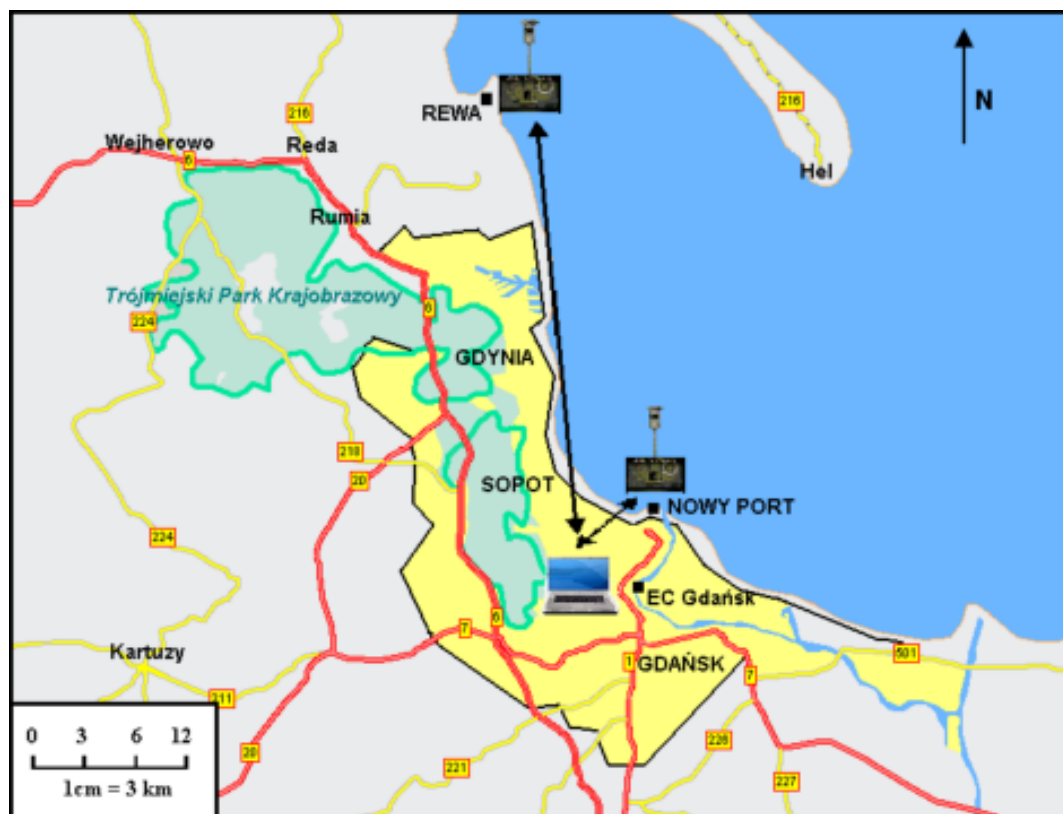 REWA
N
216
216
Hel
Wejherowo
6
Reda
Rumia
Trójmiejski Park Krajobrazowy
6
224
GDYNIA
218
20
SOPOT
NOWY PORT
224
EC Gdańsk
6
7
Kartuzy
1
GDAŃSK
7
501
211
20
221
226
227
0 3 6 12
1cm = 3 km